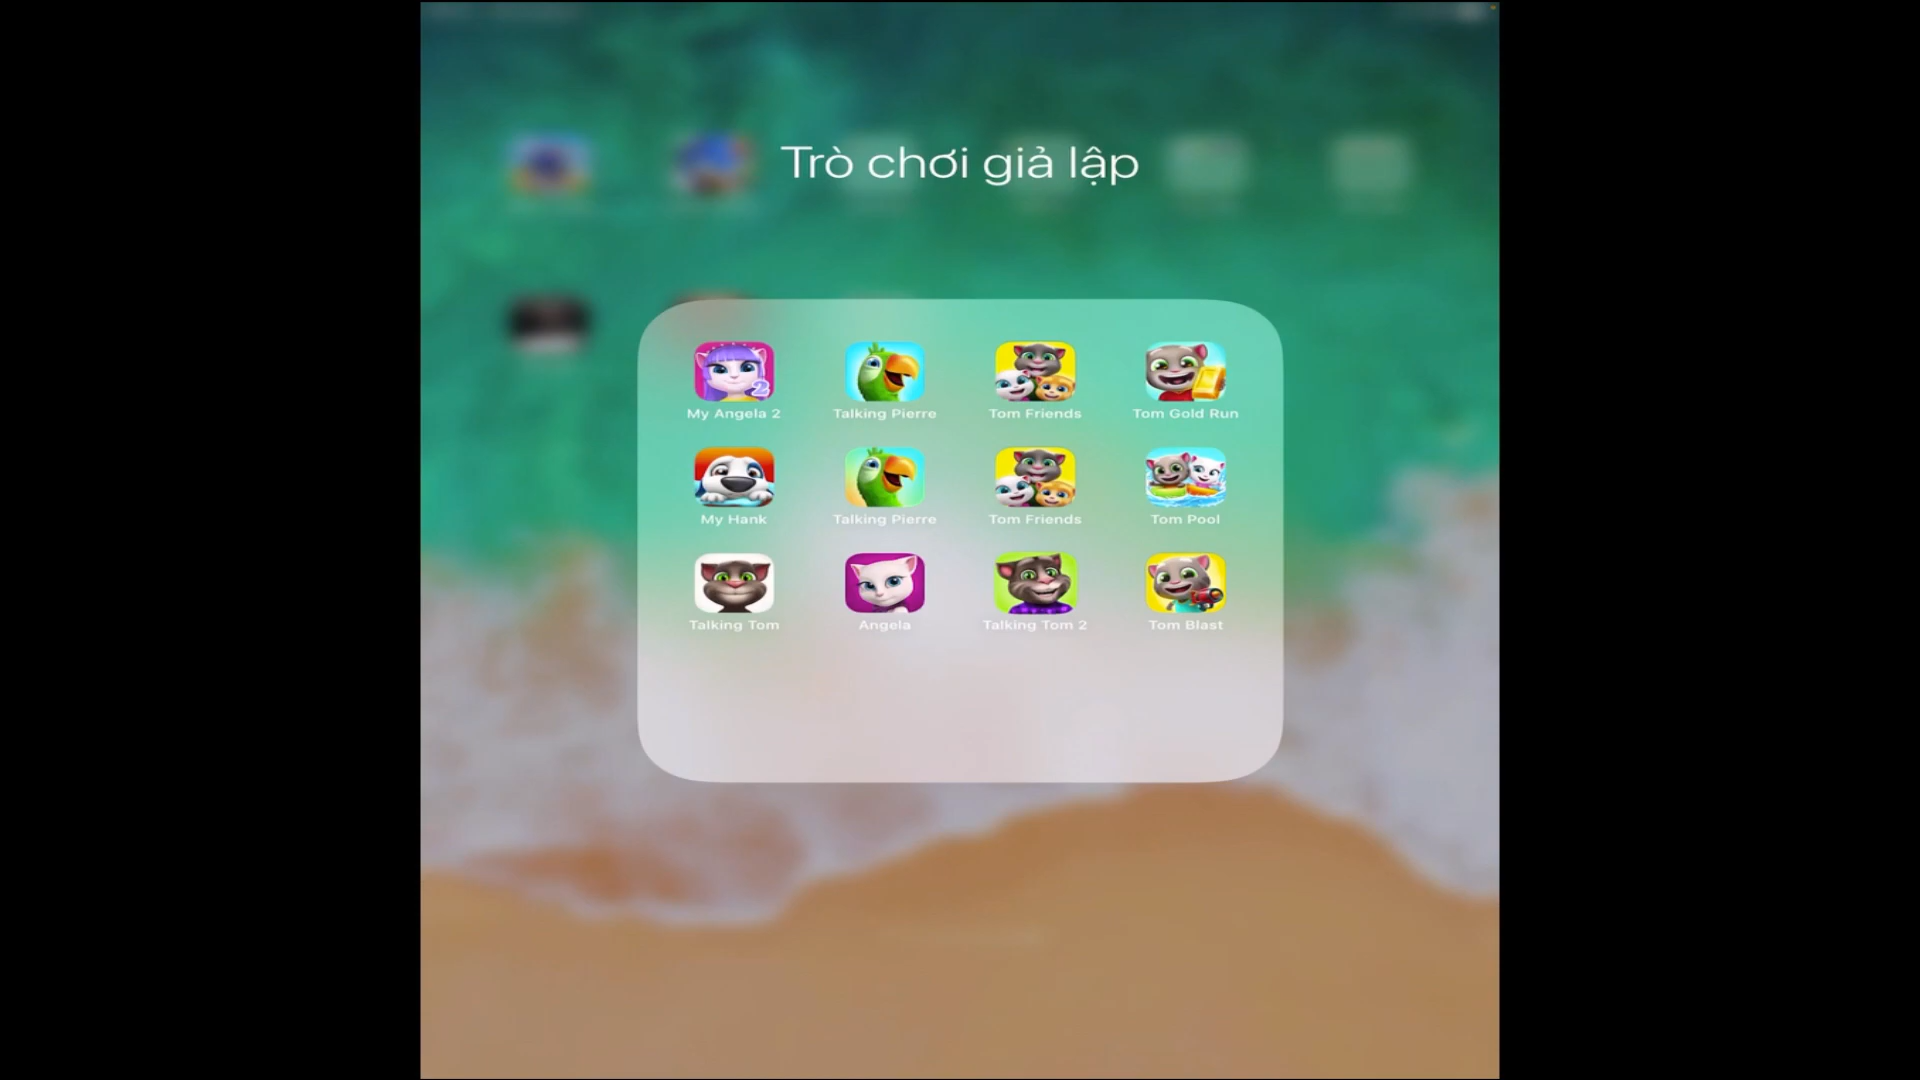 Trò chơi giả lập
My Angela 2
Talking Pierre
Tom Friends
Tom Gold Run
My Hank
Talking Pierre
Tom Friends
Tom Pool
Talking Tom
Angela
Talking Tom 2
Tom Blast